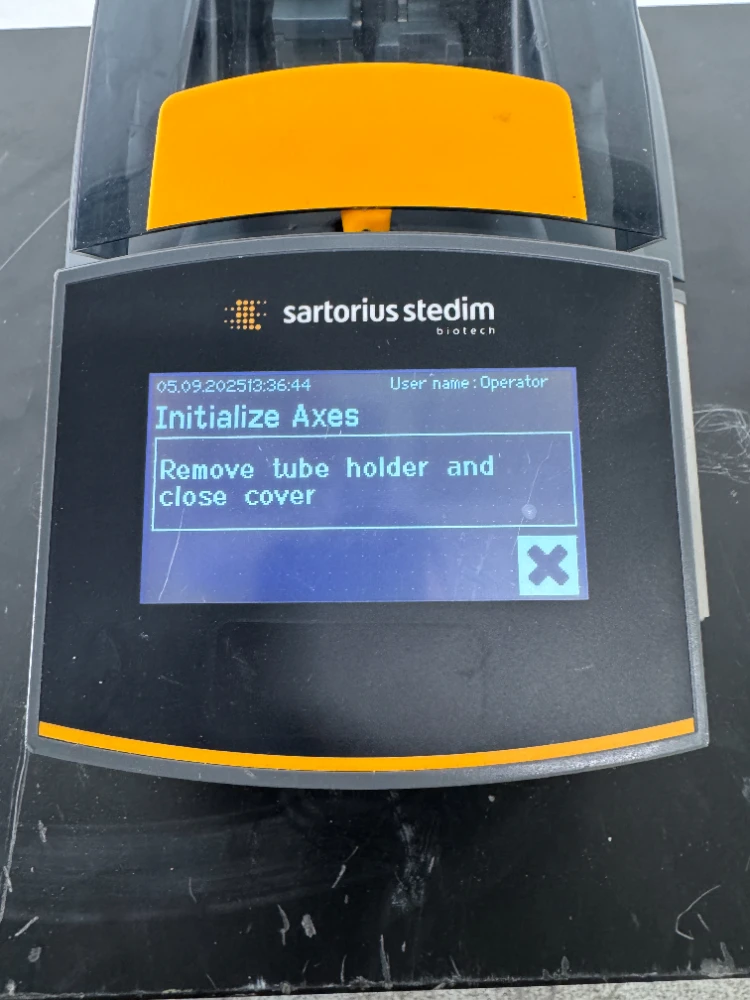 sartorius stedim
biotech
05.09.202513:36:44 User name:Operator
Initialize Axes
Remove tube holder and
close cover